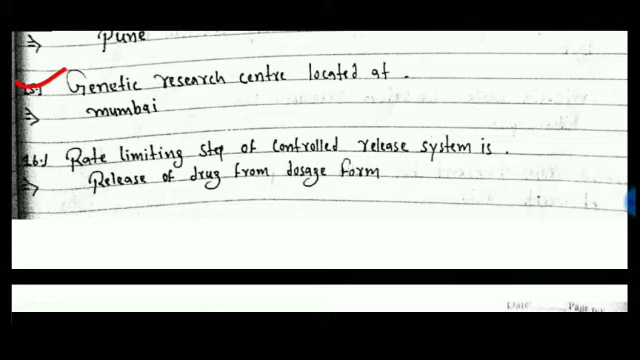 ⇒ Pune
15.) Genetic research centre located at .
⇒ mumbai
16.) Rate limiting step of controlled release system is .
⇒ Release of drug from dosage form
Date Page No.